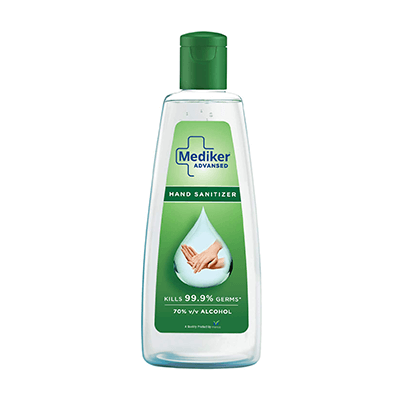 Mediker
ADVANSED
HAND SANITIZER
KILLS 99.9% GERMS*
70% v/v ALCOHOL